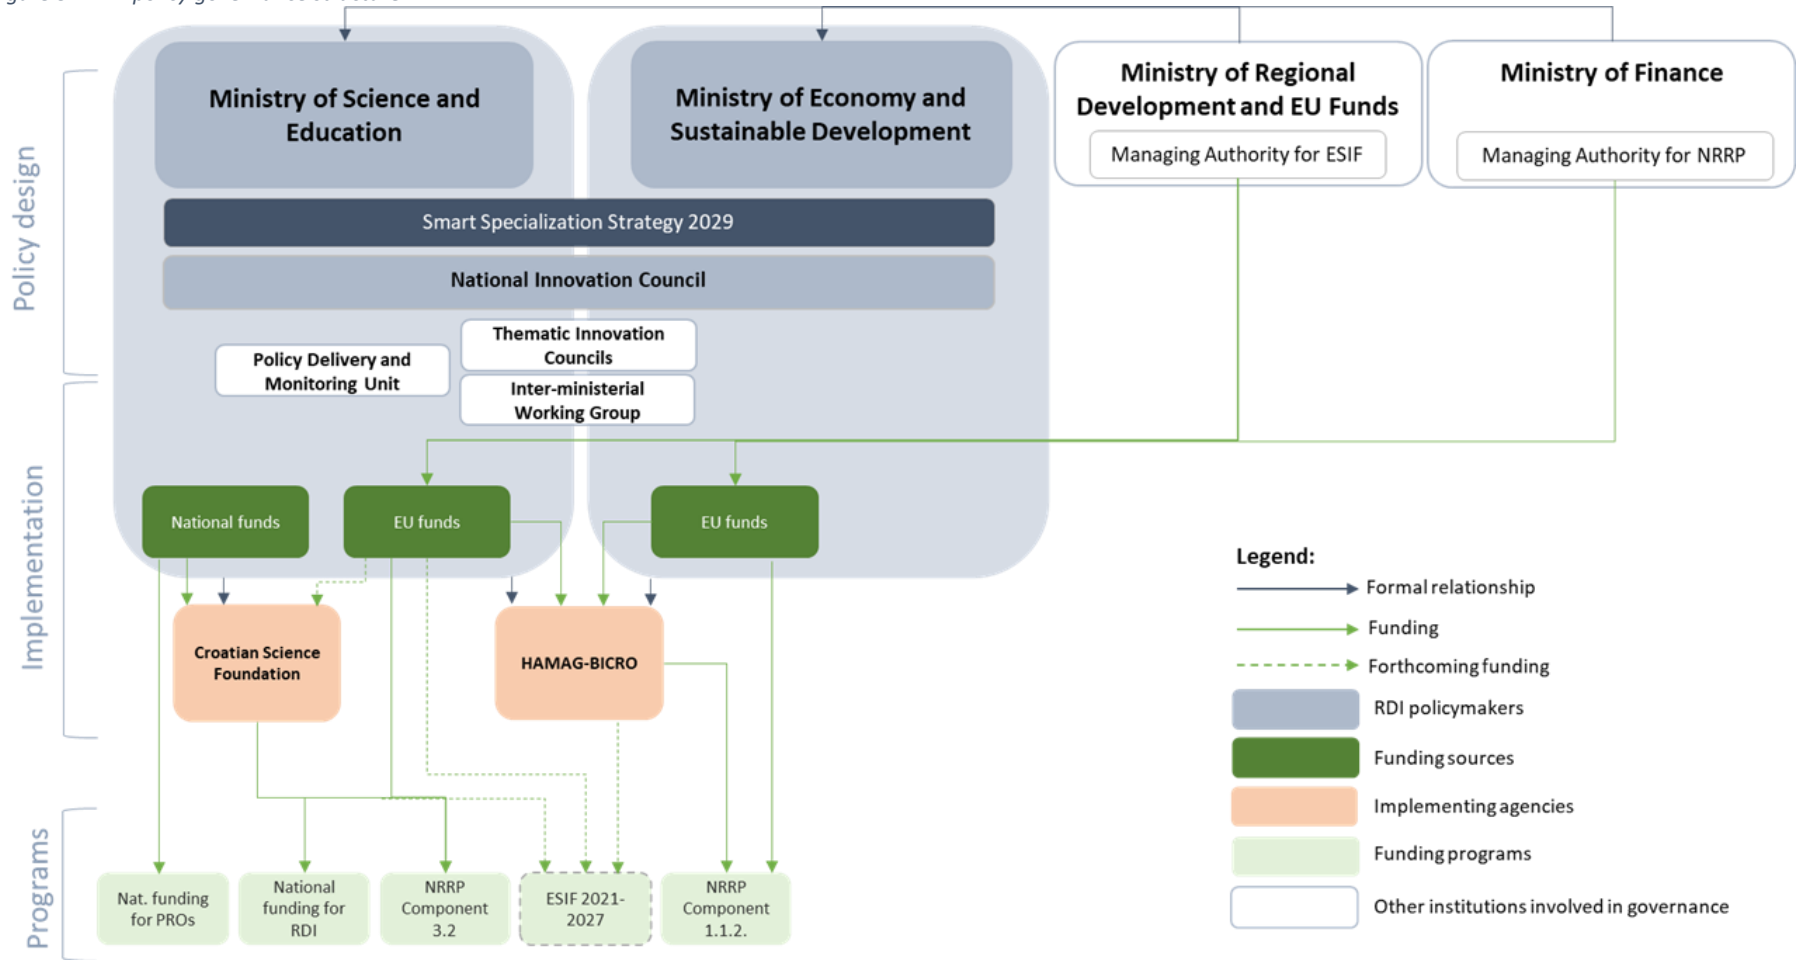 policy governance structure
Ministry of Science and
Education
Ministry of Economy and
Sustainable Development
Ministry of Regional
Development and EU Funds
Managing Authority for ESIF
Ministry of Finance
Managing Authority for NRRP
Policy design
Smart Specialization Strategy 2029
National Innovation Council
Thematic Innovation
Councils
Policy Delivery and
Monitoring Unit
Inter-ministerial
Working Group
Implementation
National funds
EU funds
EU funds
Croatian Science
Foundation
HAMAG-BICRO
Legend:
Formal relationship
Funding
Forthcoming funding
RDI policymakers
Funding sources
Implementing agencies
Funding programs
Other institutions involved in governance
Programs
Nat. funding
for PROs
National
funding for
RDI
NRRP
Component
3.2
ESIF 2021-
2027
NRRP
Component
1.1.2.